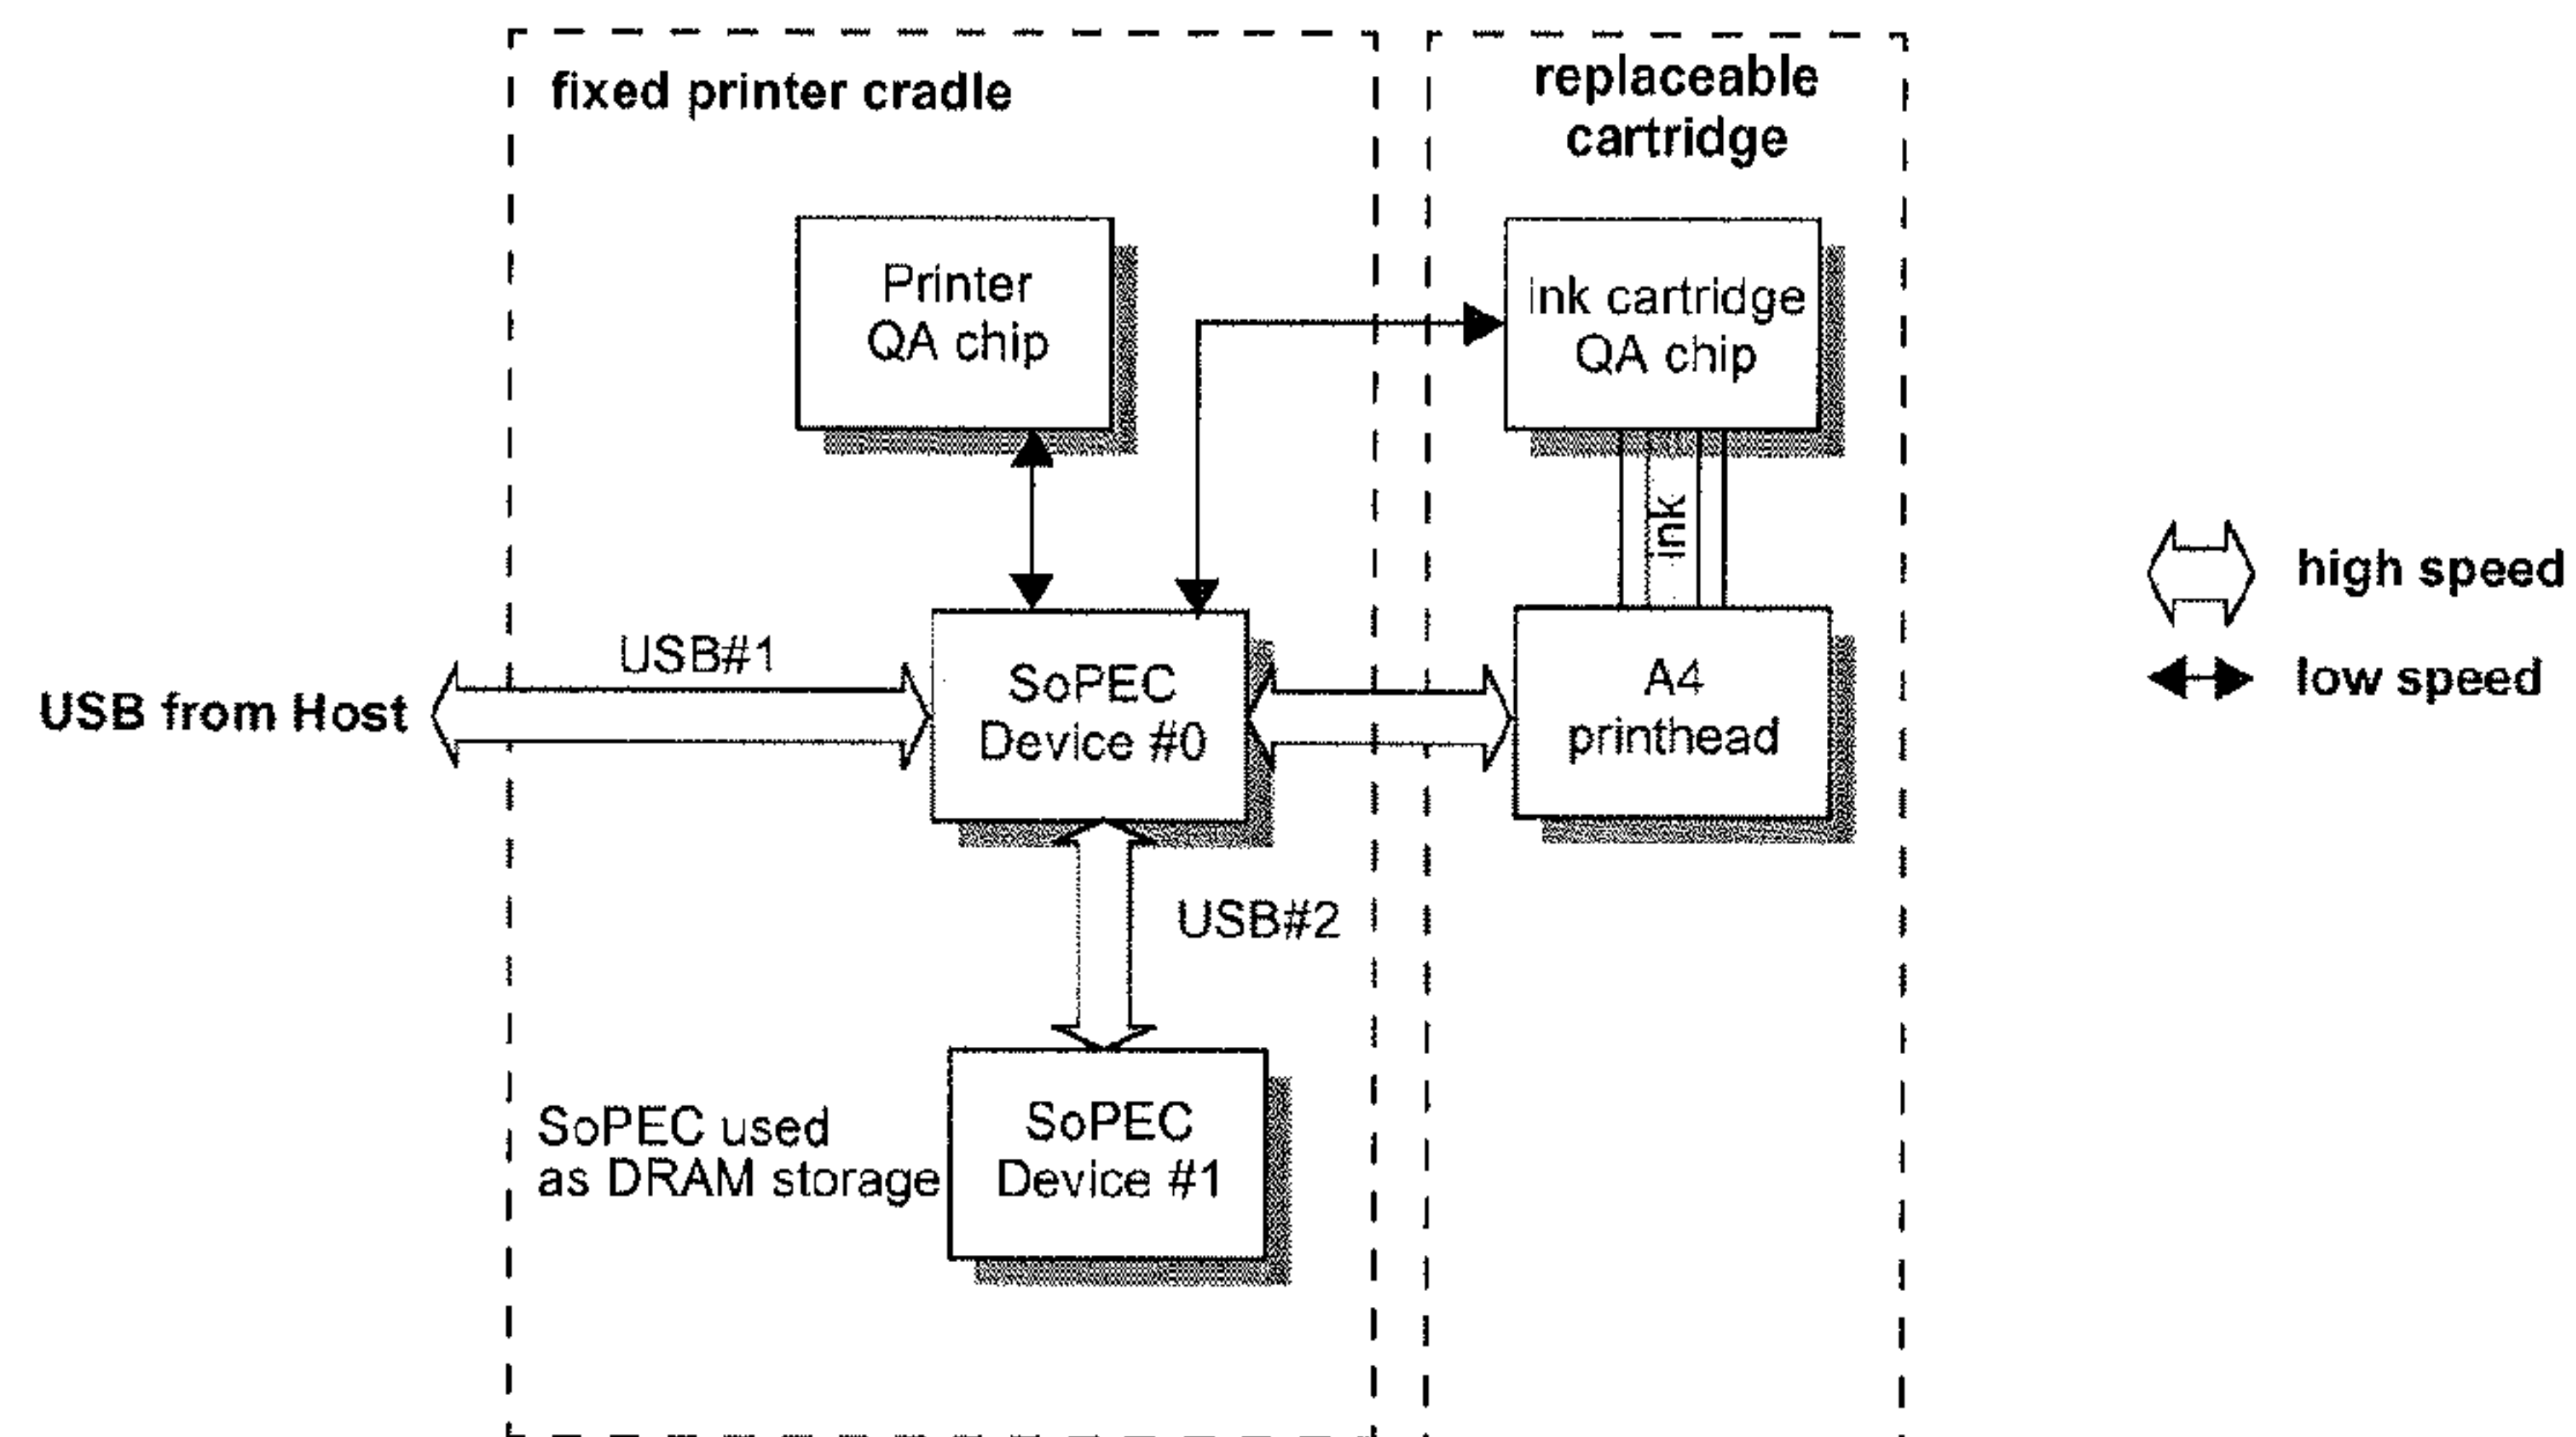 fixed printer cradle
replaceable
cartridge
Printer
QA chip
ink cartridge
QA chip
ink
high speed
low speed
USB from Host
USB#1
SoPEC
Device #0
A4
printhead
USB#2
SoPEC used
as DRAM storage
SoPEC
Device #1